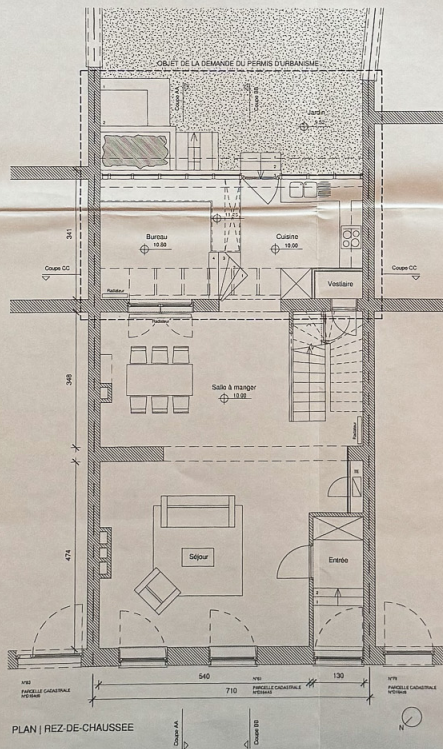 OBJET DE LA DEMANDE DU PERMIS D'URBANISME
Coupe AA
Coupe BB
Jardin
Bureau
10.80
Cuisine
10.00
341
Coupe CC
Coupe CC
Vestiaire
Radiateur
Radiateur
Salle à manger
10.00
348
Radiateur
474
Séjour
Entrée
540
130
710
PARCELLE CADASTRALE
PARCELLE CADASTRALE
PARCELLE CADASTRALE
PLAN | REZ-DE-CHAUSSEE
Coupe AA
Coupe BB
N